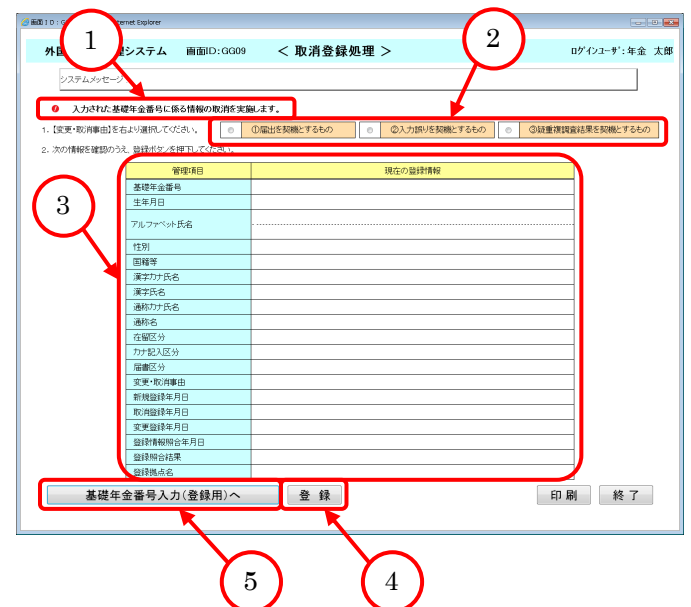 画面ID:G ternet Explorer
1
2
外国 理システム 画面ID:GG09 < 取消登録処理 > ログインユーザ:年金 太郎
システムメッセージ
入力された基礎年金番号に係る情報の取消を実施します。
1.【変更・取消事由】を右より選択してください。 ①届出を契機とするもの ②入力誤りを契機とするもの ③疑重複調査結果を契機とするもの
2.次の情報を確認のうえ、登録ボタンを押下してください。
管理項目 現在の登録情報
3
基礎年金番号
生年月日
アルファベット氏名
性別
国籍等
漢字カナ氏名
漢字氏名
通称カナ氏名
通称名
在留区分
カナ記入区分
届書区分
変更・取消事由
新規登録年月日
取消登録年月日
変更登録年月日
登録情報照合年月日
登録照合結果
登録拠点名
基礎年金番号入力(登録用)へ 登 録 印 刷 終 了
5
4